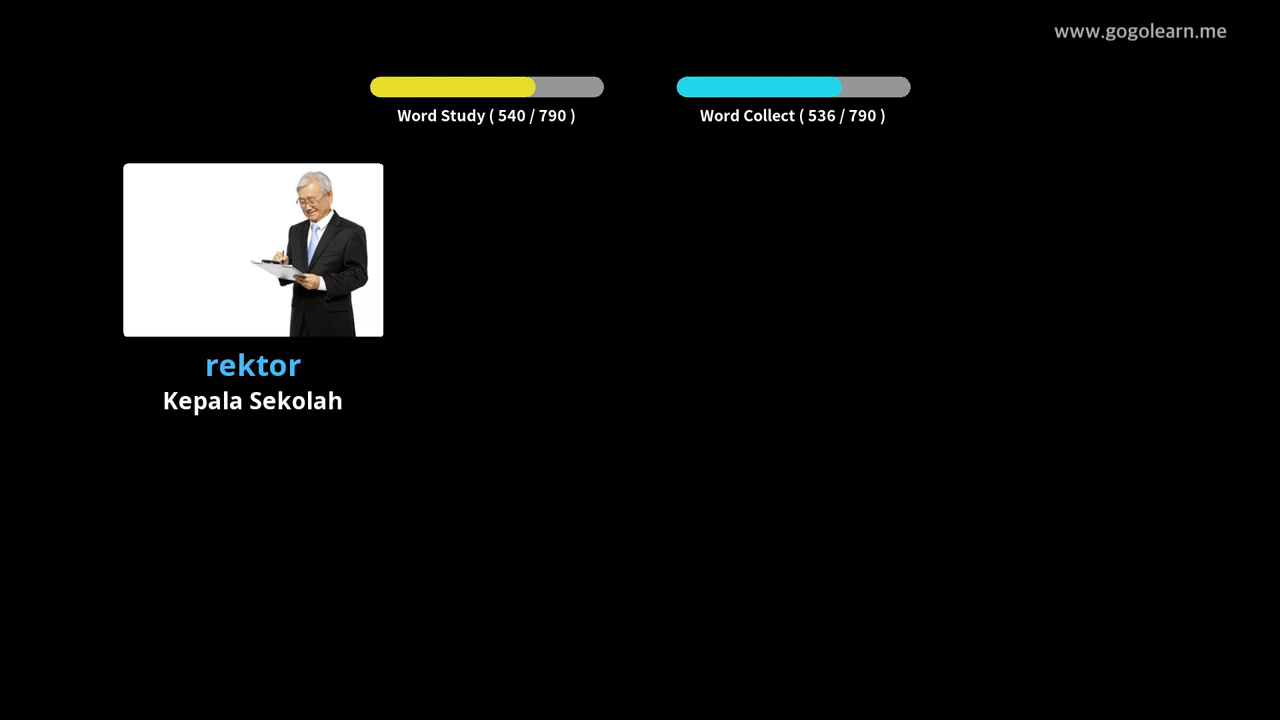 www.gogolearn.me
Word Study ( 540 / 790 )
Word Collect ( 536 / 790 )
rektor
Kepala Sekolah